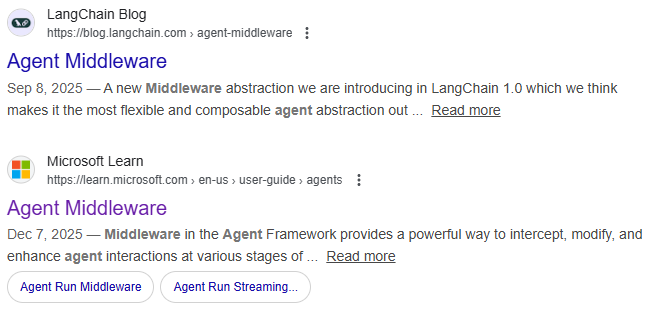 LangChain Blog
https://blog.langchain.com › agent-middleware
Agent Middleware
Sep 8, 2025 — A new Middleware abstraction we are introducing in LangChain 1.0 which we think
makes it the most flexible and composable agent abstraction out ... Read more
Microsoft Learn
https://learn.microsoft.com › en-us › user-guide › agents
Agent Middleware
Dec 7, 2025 — Middleware in the Agent Framework provides a powerful way to intercept, modify, and
enhance agent interactions at various stages of ... Read more
Agent Run Middleware Agent Run Streaming...